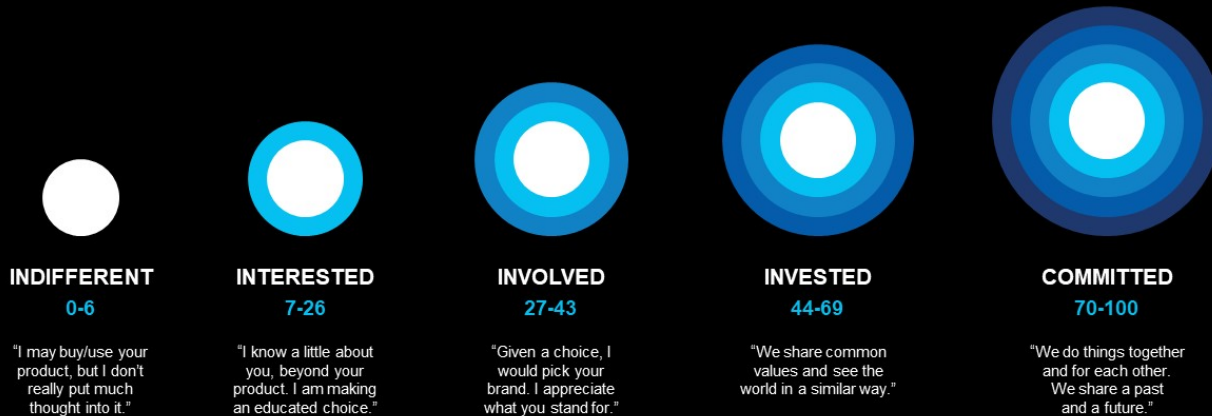 INDIFFERENT
0-6
“I may buy/use your
product, but I don’t
really put much
thought into it.”
INTERESTED
7-26
“I know a little about
you, beyond your
product. I am making
an educated choice.”
INVOLVED
27-43
“Given a choice, I
would pick your
brand. I appreciate
what you stand for.”
INVESTED
44-69
“We share common
values and see the
world in a similar way.”
COMMITTED
70-100
“We do things together
and for each other.
We share a past
and a future.”